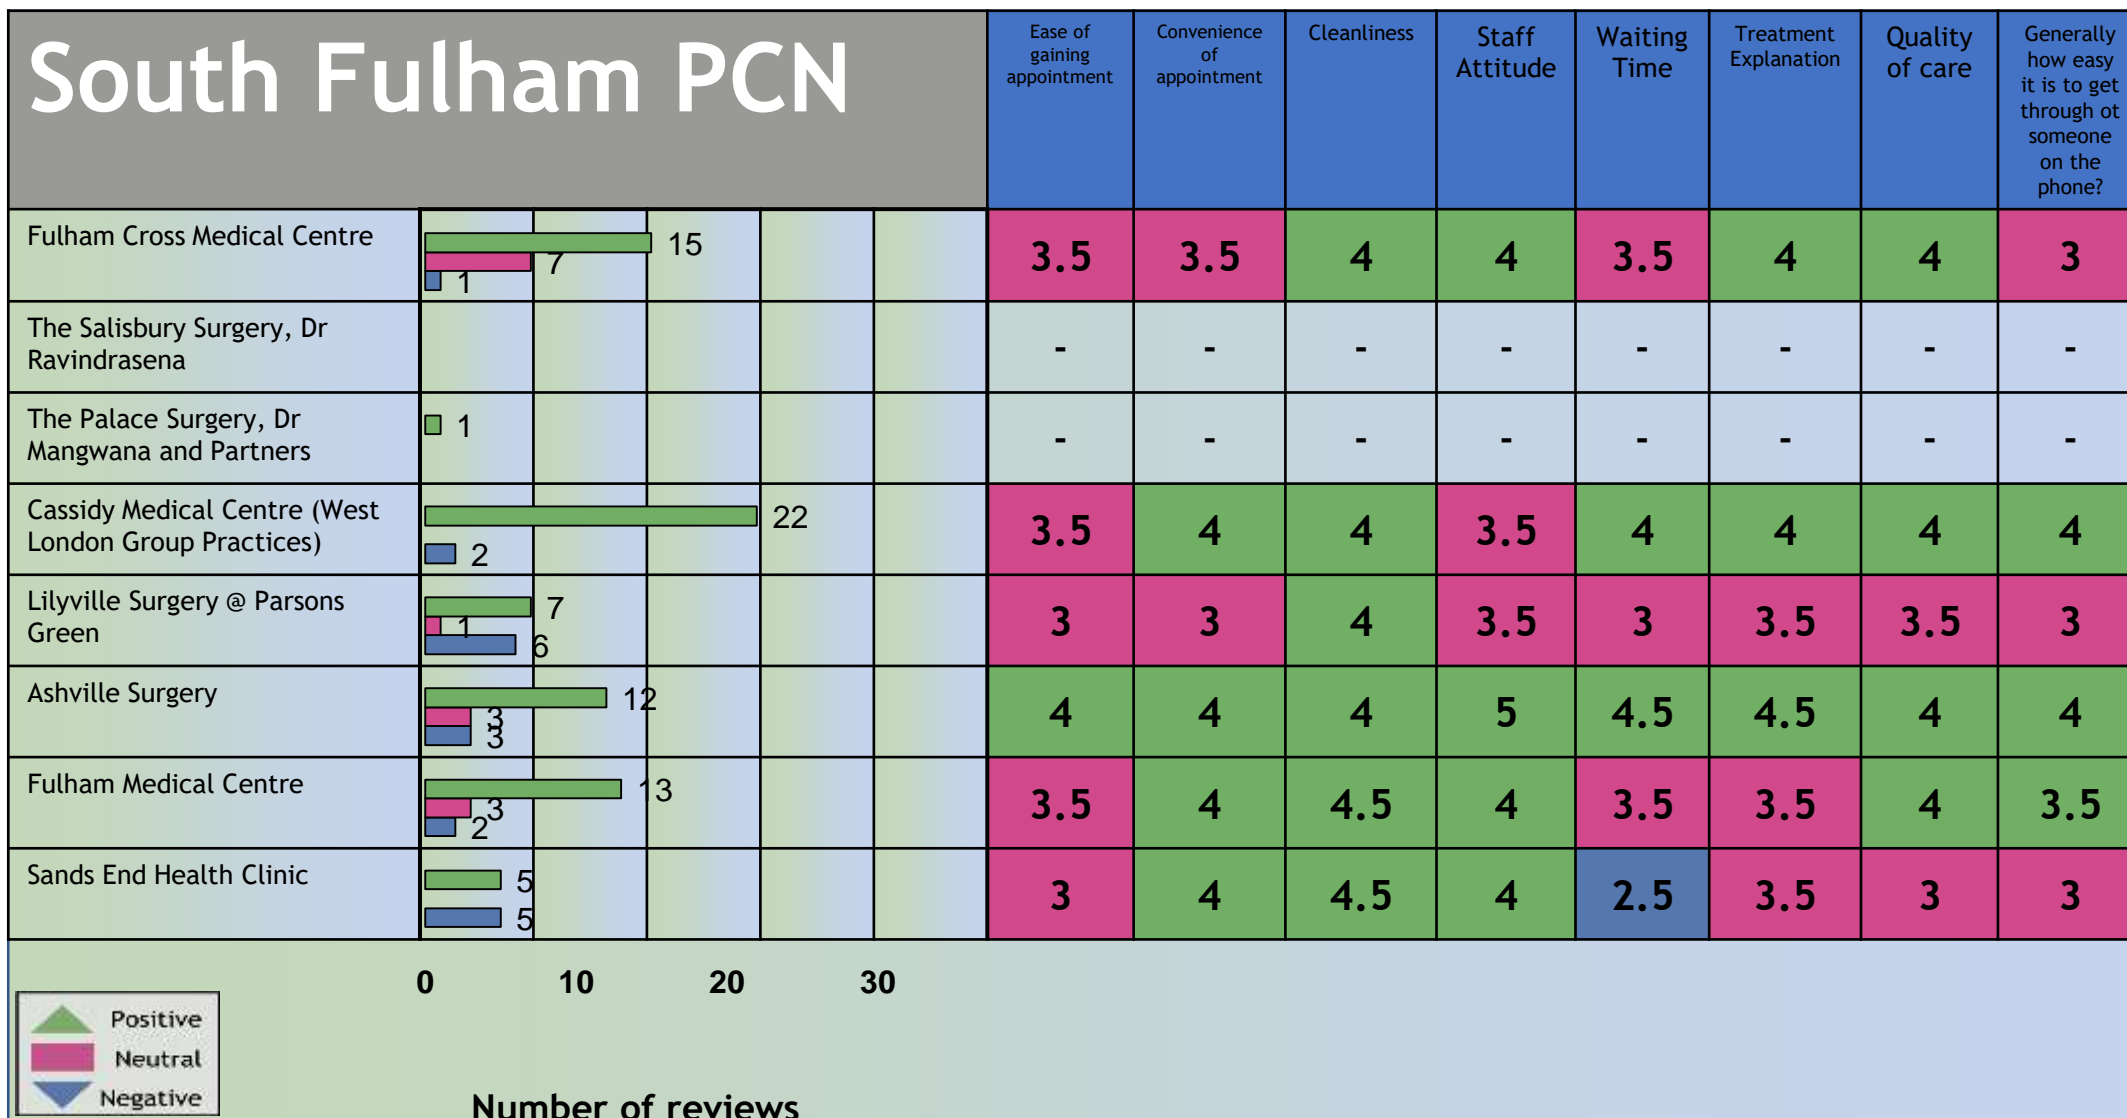 South Fulham PCN
Ease of
gaining
appointment
Convenience
of
appointment
Cleanliness
Staff
Attitude
Waiting
Time
Treatment
Explanation
Quality
of care
Generally
how easy
it is to get
through ot
someone
on the
phone?
Fulham Cross Medical Centre
15
7
1
3.5 3.5 4 4 3.5 4 4 3
The Salisbury Surgery, Dr
Ravindrasena
- - - - - - - -
The Palace Surgery, Dr
Mangwana and Partners
1
- - - - - - - -
Cassidy Medical Centre (West
London Group Practices)
22
2
3.5 4 4 3.5 4 4 4 4
Lilyville Surgery @ Parsons
Green
7
1
6
3 3 4 3.5 3 3.5 3.5 3
Ashville Surgery
12
3
3
4 4 4 5 4.5 4.5 4 4
Fulham Medical Centre
13
3
2
3.5 4 4.5 4 3.5 3.5 4 3.5
Sands End Health Clinic
5
5
3 4 4.5 4 2.5 3.5 3 3
0 10 20 30
Positive
Neutral
Negative
Number of reviews